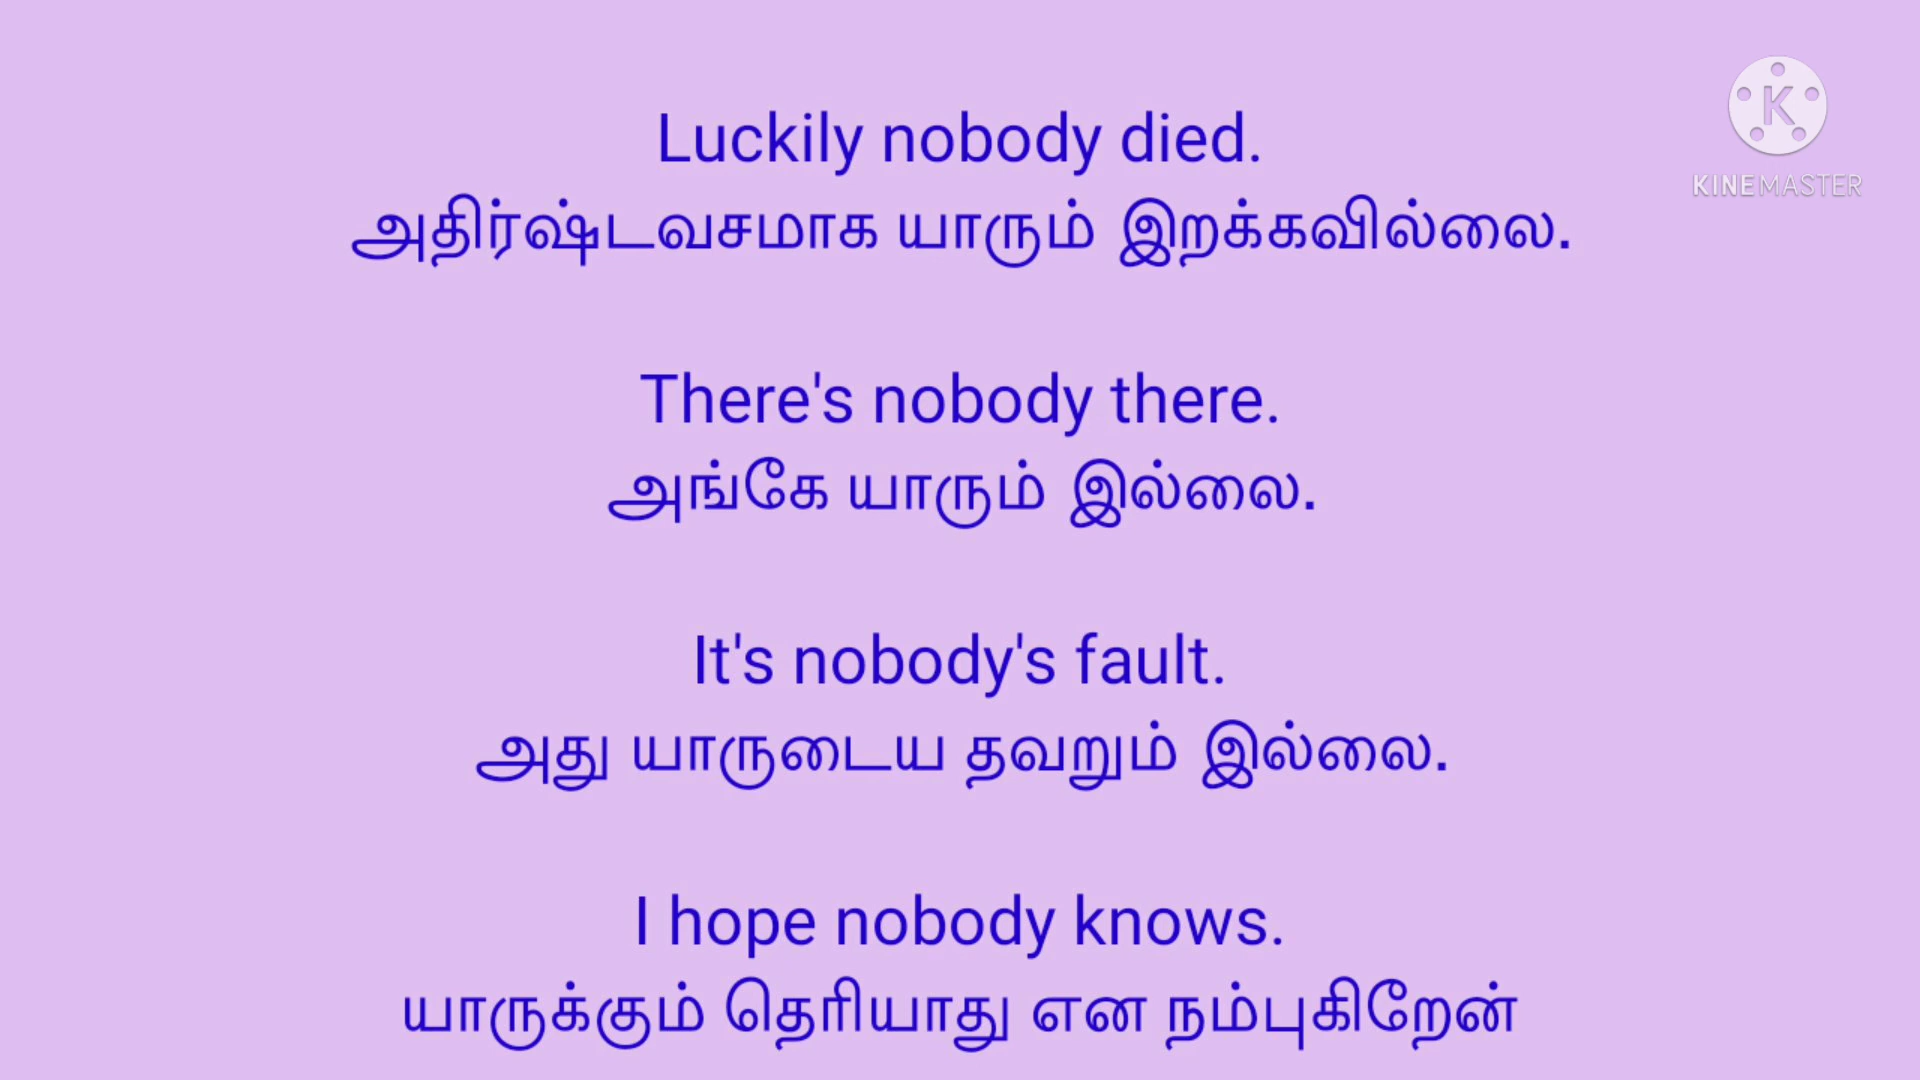 Luckily nobody died.
அதிர்ஷ்டவசமாக யாரும் இறக்கவில்லை.
There's nobody there.
அங்கே யாரும் இல்லை.
It's nobody's fault.
அது யாருடைய தவறும் இல்லை.
I hope nobody knows.
யாருக்கும் தெரியாது என நம்புகிறேன்
K
KINEMASTER